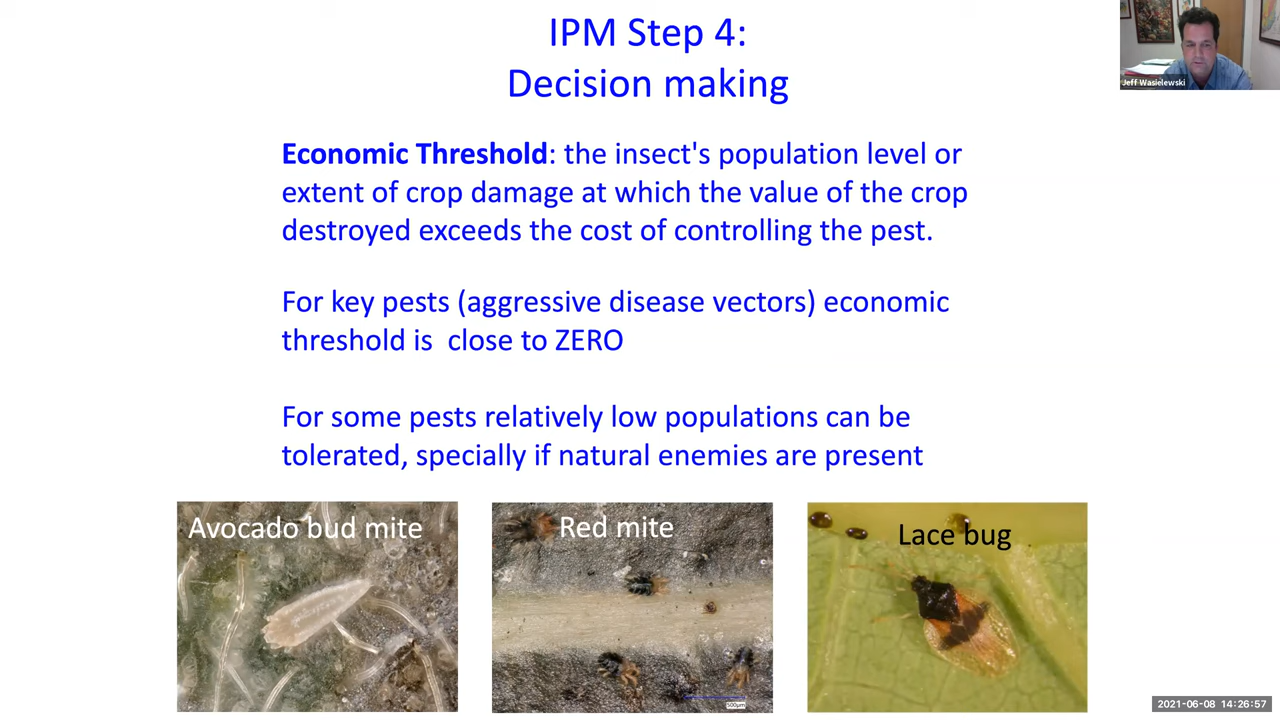 IPM Step 4:
Decision making
Jeff Wasielewski
Economic Threshold: the insect's population level or
extent of crop damage at which the value of the crop
destroyed exceeds the cost of controlling the pest.
For key pests (aggressive disease vectors) economic
threshold is  close to ZERO
For some pests relatively low populations can be
tolerated, specially if natural enemies are present
Avocado bud mite
Red mite
Lace bug
500µm
2021-06-08 14:26:57